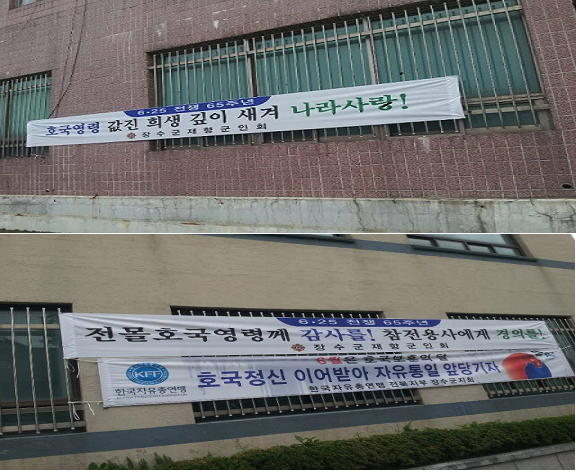 6·25 전쟁 65주년
호국영령 값진 희생 깊이 새겨 나라사랑!
장수군재향군인회
6·25 전쟁 65주년
전몰호국영령께 감사를! 참전용사에게 경의를!
장수군재향군인회
6월은 호국보훈의 달
KFF
호국정신 이어받아 자유통일 앞당기자
한국자유총연맹
한국자유총연맹 전북지부 장수군지회